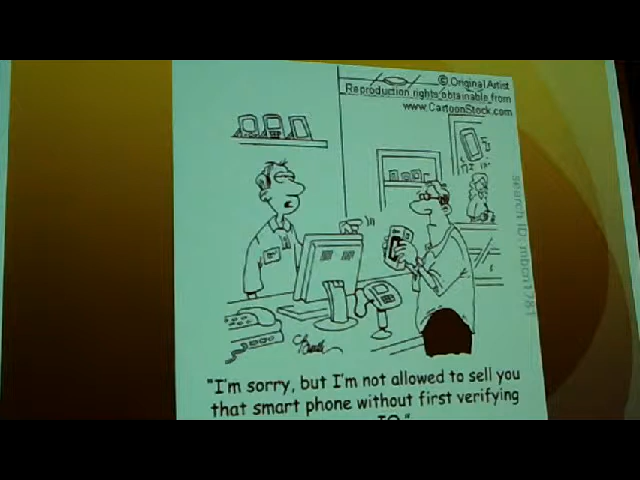 © Original Artist
Reproduction rights obtainable from
www.CartoonStock.com
search ID: mbcn1781
"I'm sorry, but I'm not allowed to sell you
that smart phone without first verifying